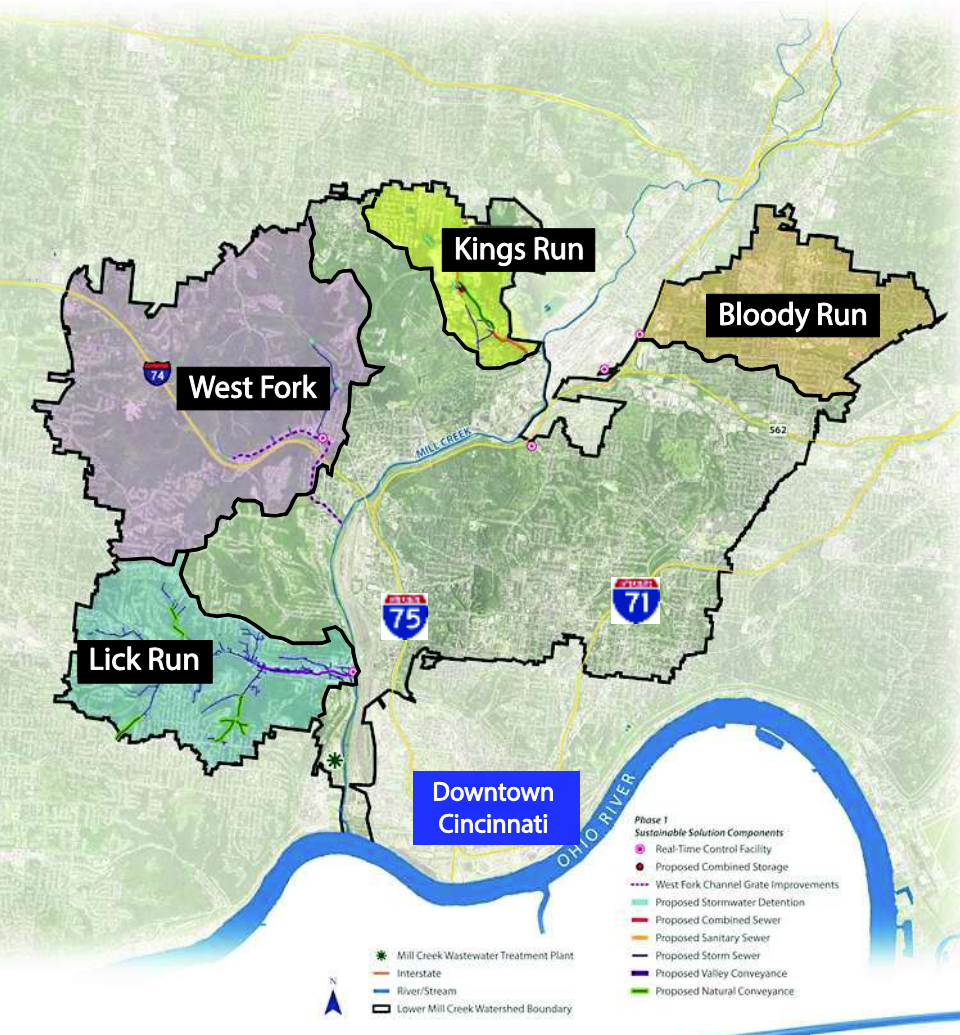 Kings Run
Bloody Run
74
West Fork
562
MILL CREEK
75
71
Lick Run
Downtown
Cincinnati
OHIO RIVER
Phase 1
Sustainable Solution Components
Real-Time Control Facility
Proposed Combined Storage
West Fork Channel Grate Improvements
Proposed Stormwater Detention
Proposed Combined Sewer
Proposed Sanitary Sewer
Proposed Storm Sewer
Proposed Valley Conveyance
Proposed Natural Conveyance
N
Mill Creek Wastewater Treatment Plant
Interstate
River/Stream
Lower Mill Creek Watershed Boundary